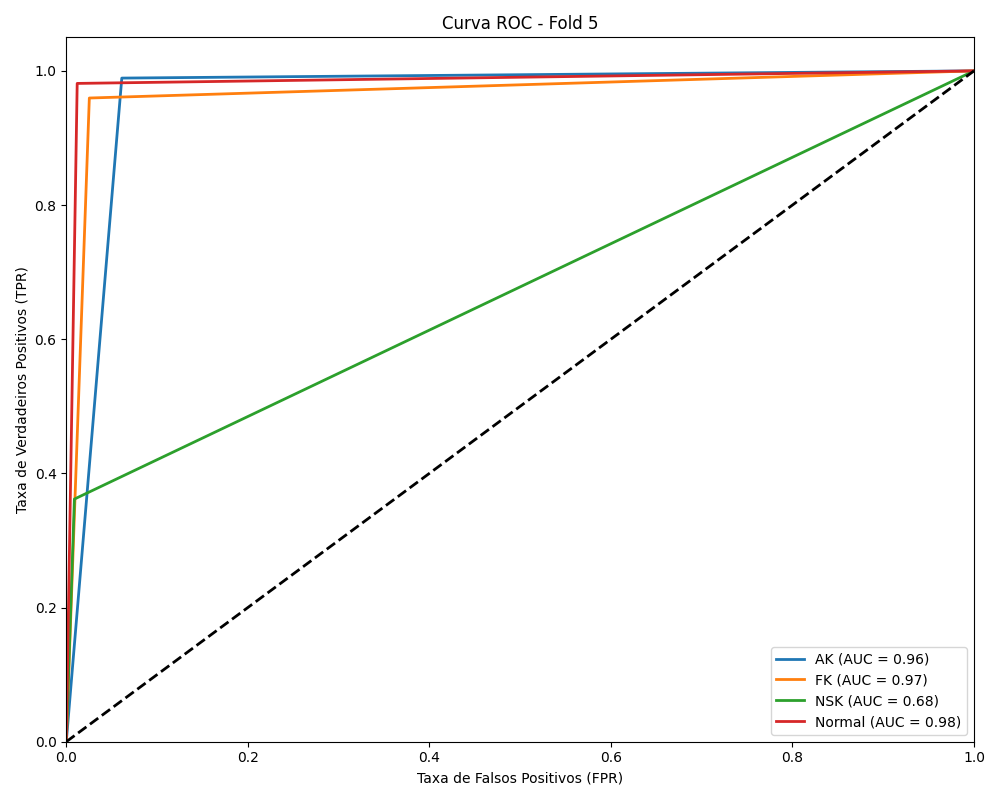 Curva ROC - Fold 5
Taxa de Verdadeiros Positivos (TPR)
1.0
0.8
0.6
0.4
0.2
0.0
0.0 0.2 0.4 0.6 0.8 1.0
Taxa de Falsos Positivos (FPR)
AK (AUC = 0.96)
FK (AUC = 0.97)
NSK (AUC = 0.68)
Normal (AUC = 0.98)